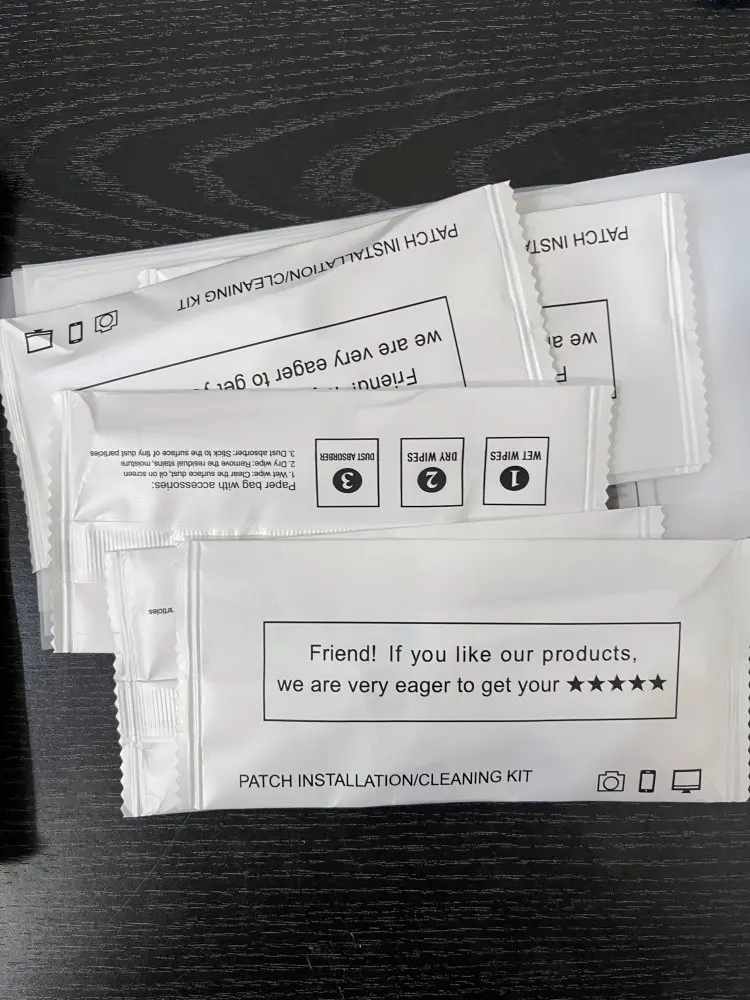 PATCH INSTALLATION/CLEANING KIT
we are very eager to get
Friend!
PATCH INSTA
we
WET WIPES
1
DRY WIPES
2
DUST ABSORBER
3
Paper bag with accessories:
1. Wet wipe: Clear the surface dust, oil on screen
2. Dry wipe: Remove the residual stains, moisture
3. Dust absorber: Stick to the surface of tiny dust particles
articles
Friend! If you like our products,
we are very eager to get your ★★★★★
PATCH INSTALLATION/CLEANING KIT